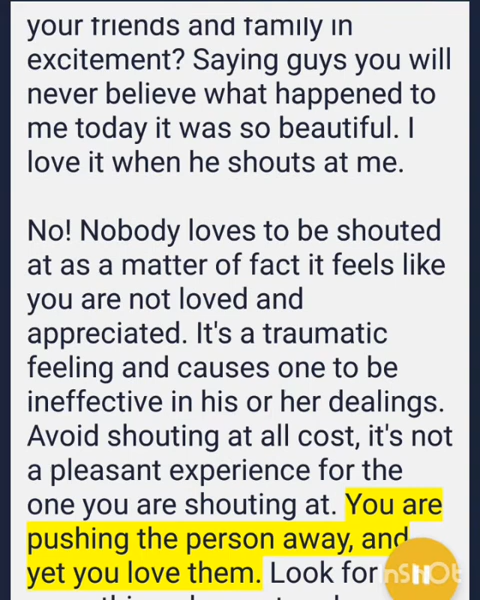 your friends and family in
excitement? Saying guys you will
never believe what happened to
me today it was so beautiful. I
love it when he shouts at me.
No! Nobody loves to be shouted
at as a matter of fact it feels like
you are not loved and
appreciated. It's a traumatic
feeling and causes one to be
ineffective in his or her dealings.
Avoid shouting at all cost, it's not
a pleasant experience for the
one you are shouting at. You are
pushing the person away, and
yet you love them. Look for
InShOt